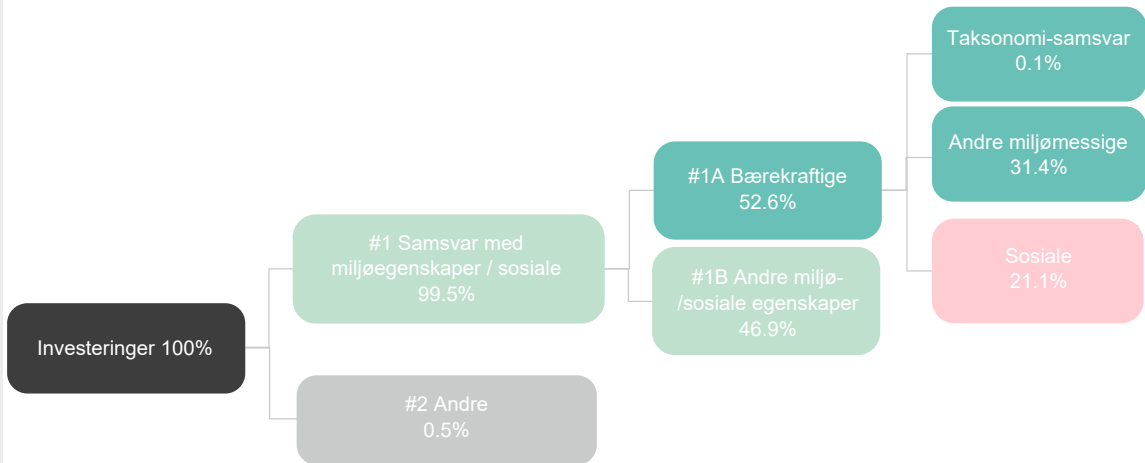 Taksonomi-samsvar
0.1%
Andre miljømessige
31.4%
#1A Bærekraftige
52.6%
#1 Samsvar med
miljøegenskaper / sosiale
99.5%
#1B Andre miljø-
/sosiale egenskaper
46.9%
Sosiale
21.1%
Investeringer 100%
#2 Andre
0.5%